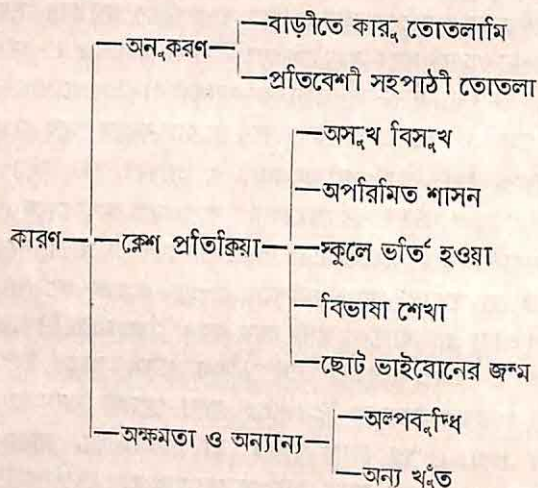 বাড়ীতে কারু তোতলামি
অনুকরণ
প্রতিবেশী সহপাঠী তোতলা
অসুখ বিসুখ
অপরিমিত শাসন
কারণ— ক্লেশ প্রতিক্রিয়া— স্কুলে ভর্তি হওয়া
বিভাষা শেখা
ছোট ভাইবোনের জন্ম
অল্পবুদ্ধি
অক্ষমতা ও অন্যান্য
অন্য খুঁত